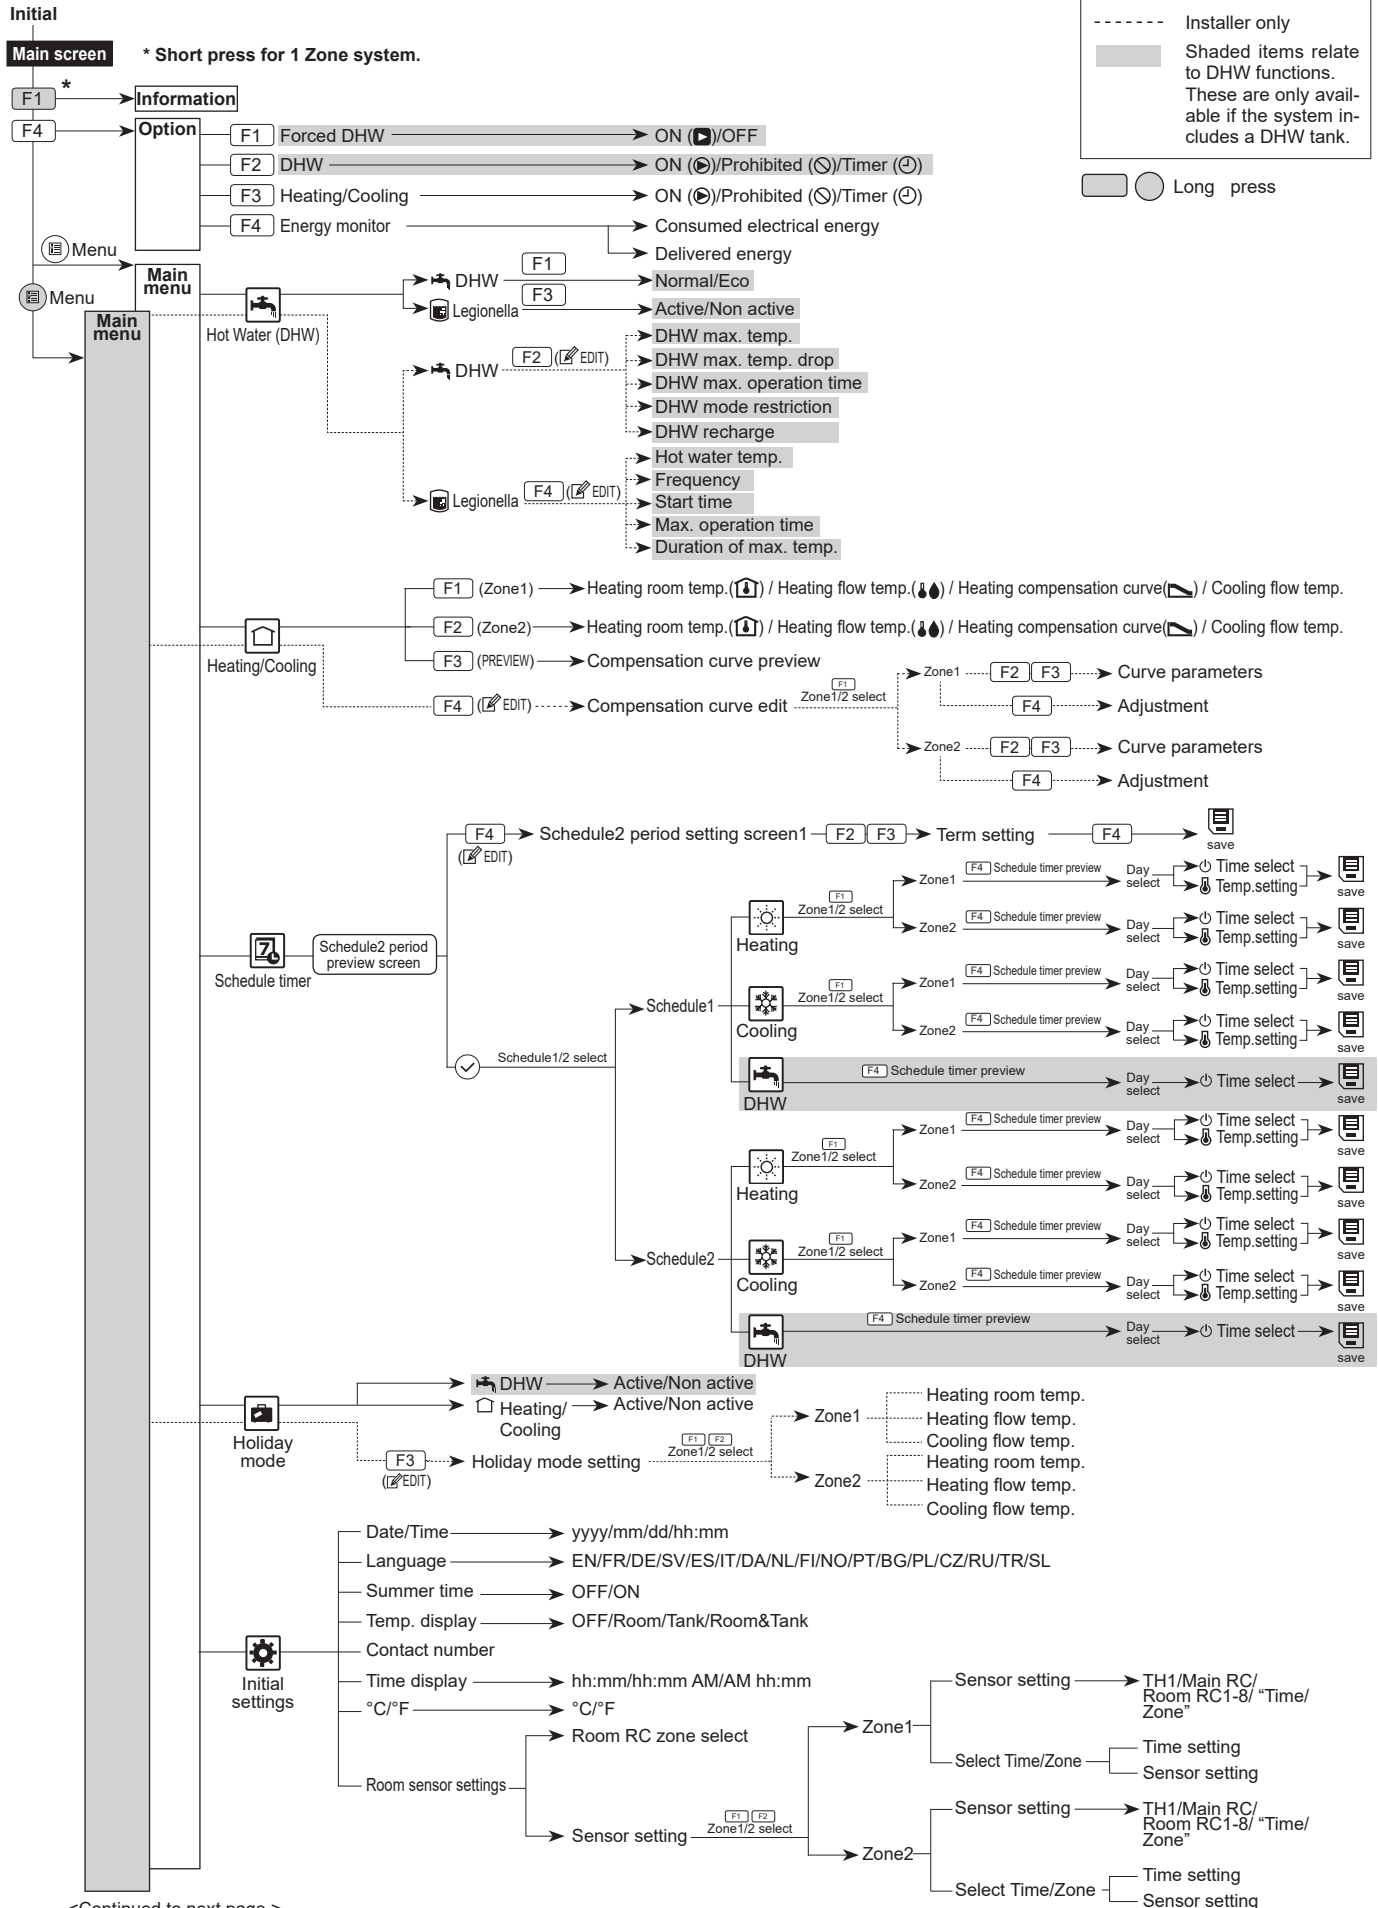 Initial
Main screen
* Short press for 1 Zone system.
Installer only
Shaded items relate
to DHW functions.
These are only avail-
able if the system in-
cludes a DHW tank.
Long press
F1 * Information
F4 Option
F1 Forced DHW ON ()/OFF
F2 DHW ON ()/Prohibited ()/Timer ()
F3 Heating/Cooling ON ()/Prohibited ()/Timer ()
F4 Energy monitor Consumed electrical energy
Delivered energy
Menu
Main
menu
Menu
Main
menu
Hot Water (DHW)
DHW F1 Normal/Eco
Legionella F3 Active/Non active
DHW F2 (EDIT)
DHW max. temp.
DHW max. temp. drop
DHW max. operation time
DHW mode restriction
DHW recharge
Legionella F4 (EDIT)
Hot water temp.
Frequency
Start time
Max. operation time
Duration of max. temp.
Heating/Cooling
F1 (Zone1) Heating room temp.() / Heating flow temp.() / Heating compensation curve() / Cooling flow temp.
F2 (Zone2) Heating room temp.() / Heating flow temp.() / Heating compensation curve() / Cooling flow temp.
F3 (PREVIEW) Compensation curve preview
F4 (EDIT) Compensation curve edit
F1
Zone1/2 select
Zone1 F2 F3 Curve parameters
F4 Adjustment
Zone2 F2 F3 Curve parameters
F4 Adjustment
7
Schedule timer
Schedule2 period
preview screen
F4 Schedule2 period setting screen1 F2 F3 Term setting F4 save
(EDIT)
Schedule1/2 select
Schedule1
Heating
F1
Zone1/2 select
Zone1 F4 Schedule timer preview Day select Time select Temp.setting save
Zone2 F4 Schedule timer preview Day select Time select Temp.setting save
Cooling
F1
Zone1/2 select
Zone1 F4 Schedule timer preview Day select Time select Temp.setting save
Zone2 F4 Schedule timer preview Day select Time select Temp.setting save
DHW
F4 Schedule timer preview Day select Time select save
Schedule2
Heating
F1
Zone1/2 select
Zone1 F4 Schedule timer preview Day select Time select Temp.setting save
Zone2 F4 Schedule timer preview Day select Time select Temp.setting save
Cooling
F1
Zone1/2 select
Zone1 F4 Schedule timer preview Day select Time select Temp.setting save
Zone2 F4 Schedule timer preview Day select Time select Temp.setting save
DHW
F4 Schedule timer preview Day select Time select save
Holiday
mode
DHW Active/Non active
Heating/ Active/Non active
Cooling
F3 Holiday mode setting
(EDIT)
F1 F2
Zone1/2 select
Zone1
Heating room temp.
Heating flow temp.
Cooling flow temp.
Zone2
Heating room temp.
Heating flow temp.
Cooling flow temp.
Initial
settings
Date/Time yyyy/mm/dd/hh:mm
Language EN/FR/DE/SV/ES/IT/DA/NL/FI/NO/PT/BG/PL/CZ/RU/TR/SL
Summer time OFF/ON
Temp. display OFF/Room/Tank/Room&Tank
Contact number
Time display hh:mm/hh:mm AM/AM hh:mm
°C/°F °C/°F
Room sensor settings
Room RC zone select
Sensor setting
F1 F2
Zone1/2 select
Zone1
Sensor setting TH1/Main RC/
Room RC1-8/ “Time/
Zone”
Select Time/Zone
Time setting
Sensor setting
Zone2
Sensor setting TH1/Main RC/
Room RC1-8/ “Time/
Zone”
Select Time/Zone
Time setting
Sensor setting
<Continued to next page.>